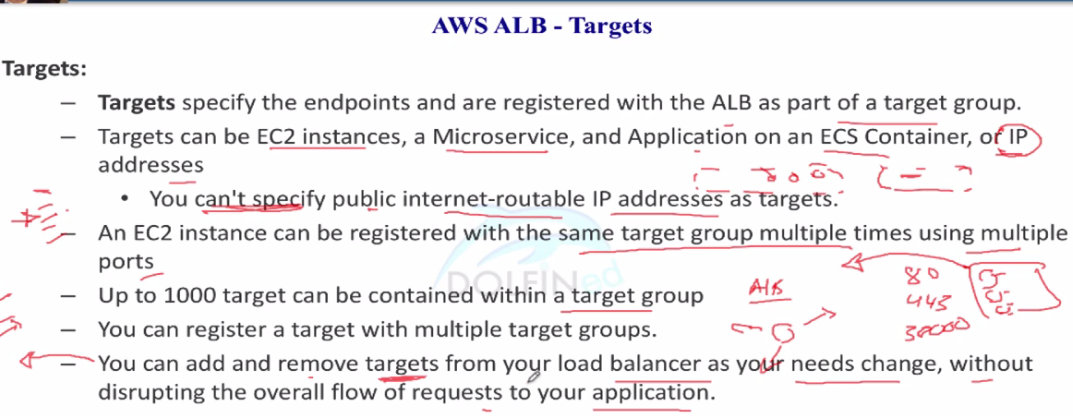 AWS ALB - Targets
Targets:
– Targets specify the endpoints and are registered with the ALB as part of a target group.
– Targets can be EC2 instances, a Microservice, and Application on an ECS Container, or IP
addresses
• You can't specify public internet-routable IP addresses as targets.
– An EC2 instance can be registered with the same target group multiple times using multiple
ports
– Up to 1000 target can be contained within a target group
– You can register a target with multiple target groups.
– You can add and remove targets from your load balancer as your needs change, without
disrupting the overall flow of requests to your application.
DOLFINed
ALB
80
443